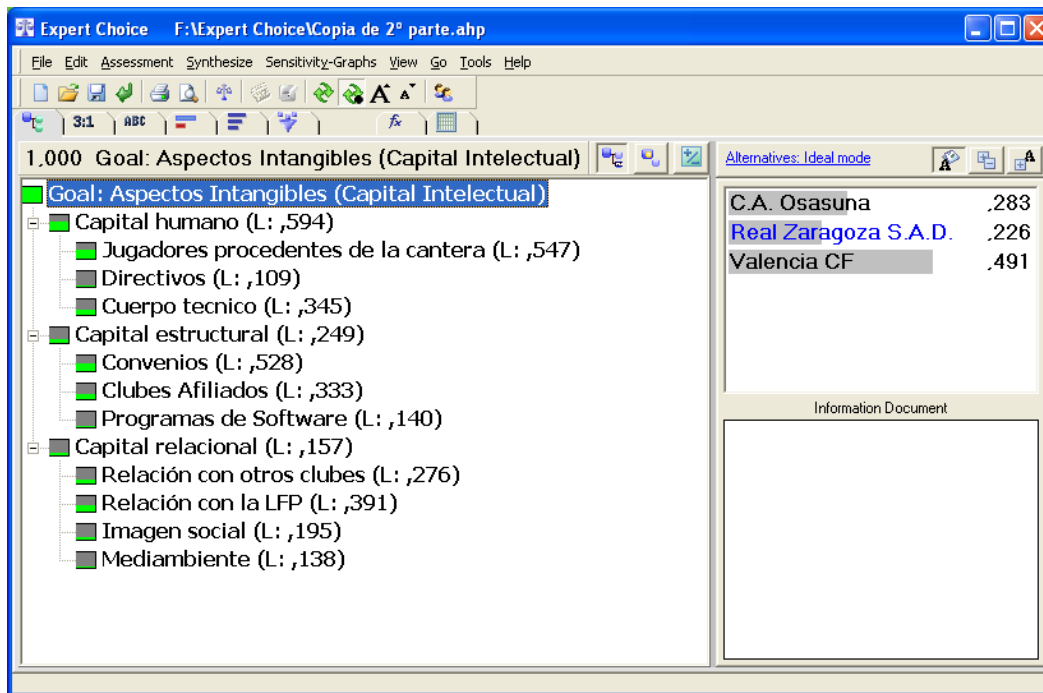 Expert Choice F:\Expert Choice\Copia de 2º parte.ahp
File Edit Assessment Synthesize Sensitivity-Graphs View Go Tools Help
A A
3:1 ABC fx
1,000 Goal: Aspectos Intangibles (Capital Intelectual)
Alternatives: Ideal mode
A A
Goal: Aspectos Intangibles (Capital Intelectual)
Capital humano (L: ,594)
Jugadores procedentes de la cantera (L: ,547)
Directivos (L: ,109)
Cuerpo tecnico (L: ,345)
Capital estructural (L: ,249)
Convenios (L: ,528)
Clubes Afiliados (L: ,333)
Programas de Software (L: ,140)
Capital relacional (L: ,157)
Relación con otros clubes (L: ,276)
Relación con la LFP (L: ,391)
Imagen social (L: ,195)
Mediambiente (L: ,138)
C.A. Osasuna ,283
Real Zaragoza S.A.D. ,226
Valencia CF ,491
Information Document